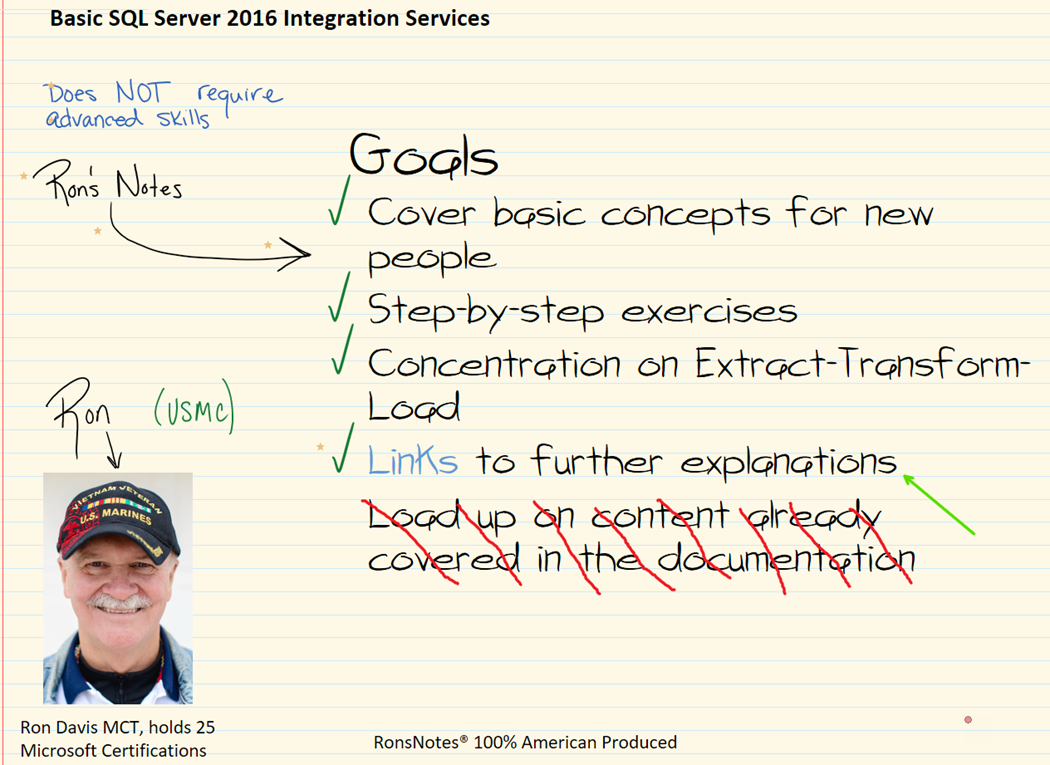 Basic SQL Server 2016 Integration Services
Does NOT require
advanced skills
Ron's Notes
Goals
Cover basic concepts for new
people
Step-by-step exercises
Concentration on Extract-Transform-
Load
Links to further explanations
Load up on content already
covered in the documentation
Ron (USMC)
VIETNAM VETERAN
U.S. MARINES
Ron Davis MCT, holds 25
Microsoft Certifications
RonsNotes® 100% American Produced